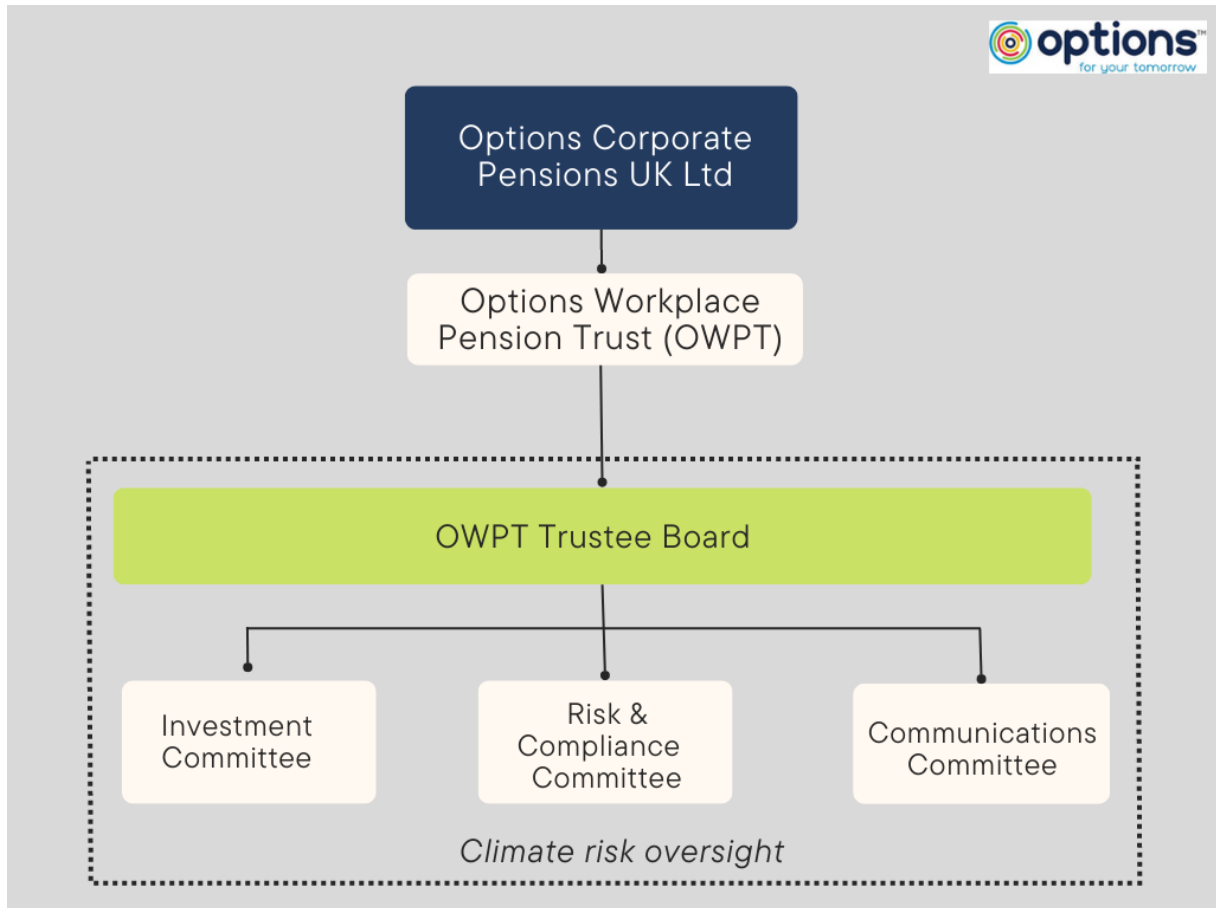 options™
for your tomorrow
Options Corporate
Pensions UK Ltd
Options Workplace
Pension Trust (OWPT)
OWPT Trustee Board
Investment
Committee
Risk &
Compliance
Committee
Communications
Committee
Climate risk oversight